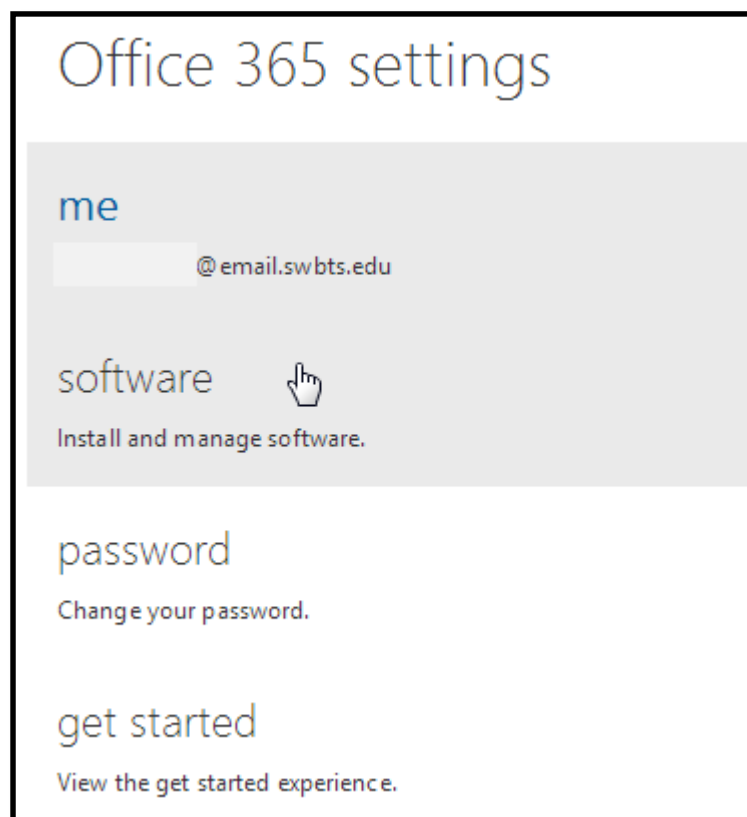 Office 365 settings
me
@email.swbts.edu
software
Install and manage software.
password
Change your password.
get started
View the get started experience.